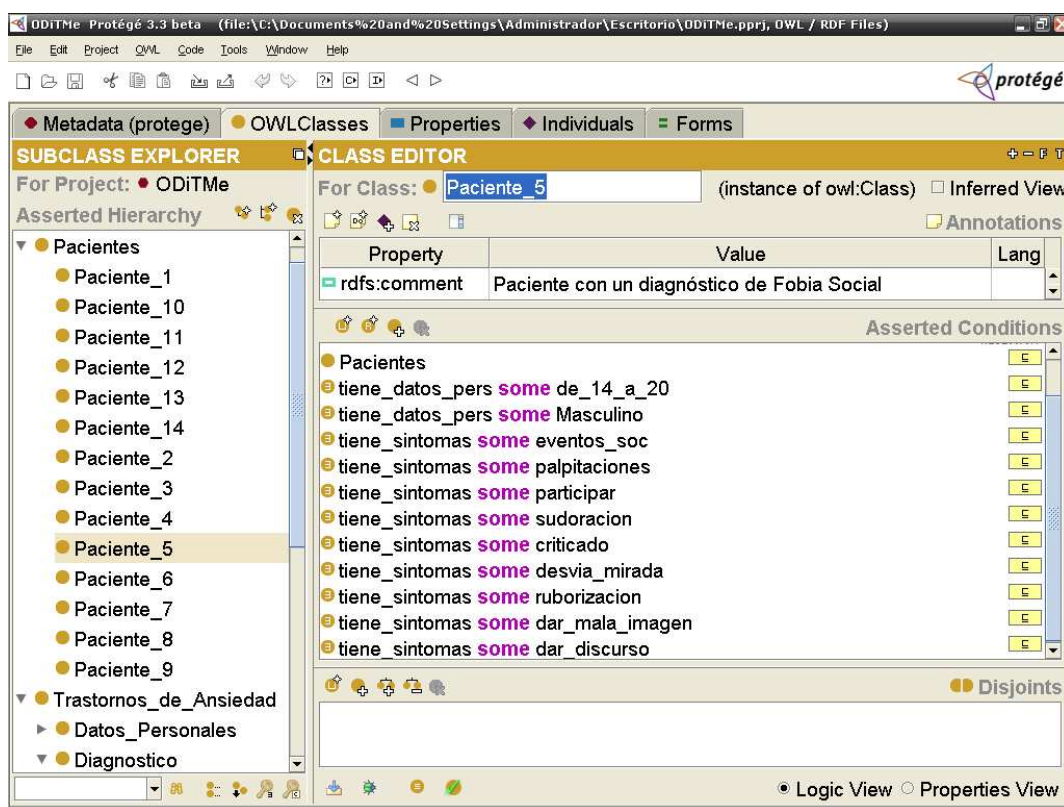 ODiTMe Protégé 3.3 beta (file:\C:\Documents%20and%20Settings\Administrador\Escritorio\ODiTMe.pprj, OWL / RDF Files)
File Edit Project OWL Code Tools Window Help
protégé
Metadata (protege) OWLClasses Properties Individuals Forms
SUBCLASS EXPLORER
For Project: ODiTMe
Asserted Hierarchy
Pacientes
Paciente_1
Paciente_10
Paciente_11
Paciente_12
Paciente_13
Paciente_14
Paciente_2
Paciente_3
Paciente_4
Paciente_5
Paciente_6
Paciente_7
Paciente_8
Paciente_9
Trastornos_de_Ansiedad
Datos_Personales
Diagnostico
CLASS EDITOR
For Class: Paciente_5 (instance of owl:Class) Inferred View
Annotations
Property Value Lang
rdfs:comment Paciente con un diagnóstico de Fobia Social
Asserted Conditions
Pacientes
tiene_datos_pers some de_14_a_20
tiene_datos_pers some Masculino
tiene_sintomas some eventos_soc
tiene_sintomas some palpitaciones
tiene_sintomas some participar
tiene_sintomas some sudoracion
tiene_sintomas some criticado
tiene_sintomas some desvia_mirada
tiene_sintomas some ruborizacion
tiene_sintomas some dar_mala_imagen
tiene_sintomas some dar_discurso
Disjoints
Logic View Properties View